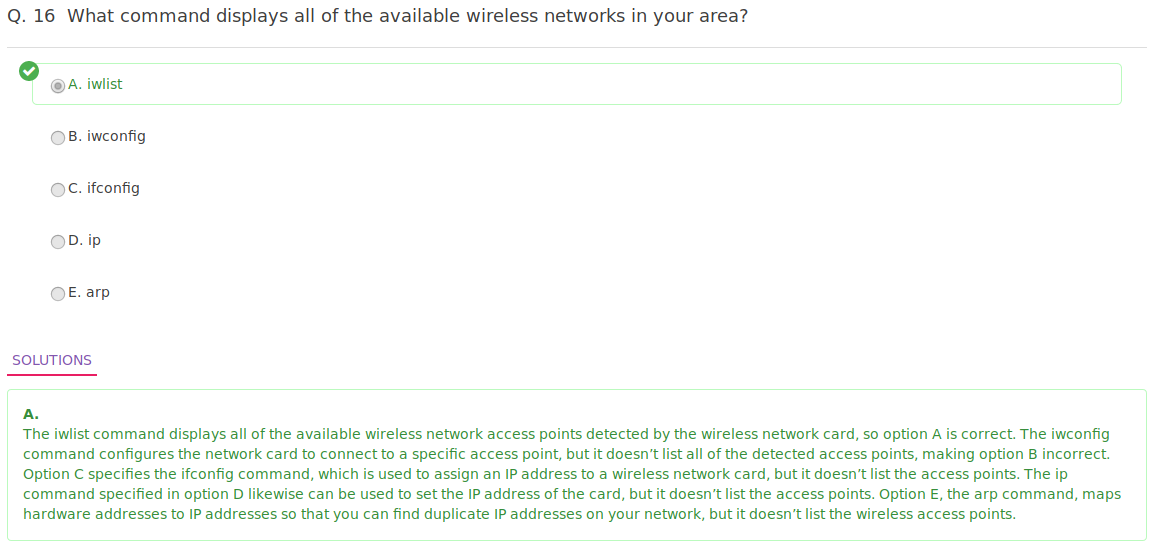 Q. 16 What command displays all of the available wireless networks in your area?
A. iwlist
B. iwconfig
C. ifconfig
D. ip
E. arp
SOLUTIONS
A.
The iwlist command displays all of the available wireless network access points detected by the wireless network card, so option A is correct. The iwconfig
command configures the network card to connect to a specific access point, but it doesn’t list all of the detected access points, making option B incorrect.
Option C specifies the ifconfig command, which is used to assign an IP address to a wireless network card, but it doesn’t list the access points. The ip
command specified in option D likewise can be used to set the IP address of the card, but it doesn’t list the access points. Option E, the arp command, maps
hardware addresses to IP addresses so that you can find duplicate IP addresses on your network, but it doesn’t list the wireless access points.